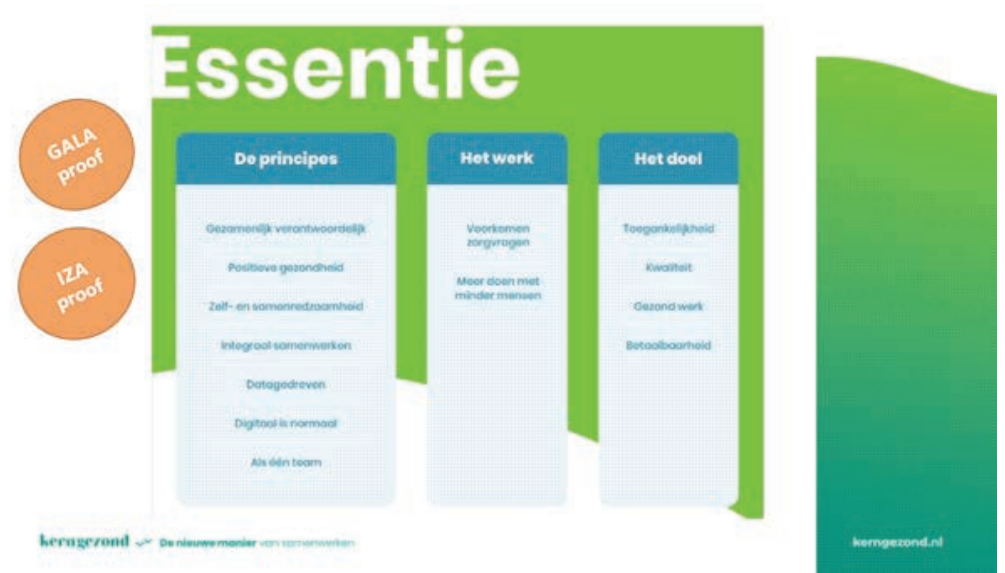 Essentie
GALA
proof
IZA
proof
De principes
Gezamenlijk verantwoordelijk
Positieve gezondheid
Zelf- en samenredzaamheid
Integraal samenwerken
Datagedreven
Digitaal is normaal
Als één team
Het werk
Voorkomen
zorgvragen
Meer doen met
minder mensen
Het doel
Toegankelijkheid
Kwaliteit
Gezond werk
Betaalbaarheid
kerngezond De nieuwe manier van samenwerken
kerngezond.nl